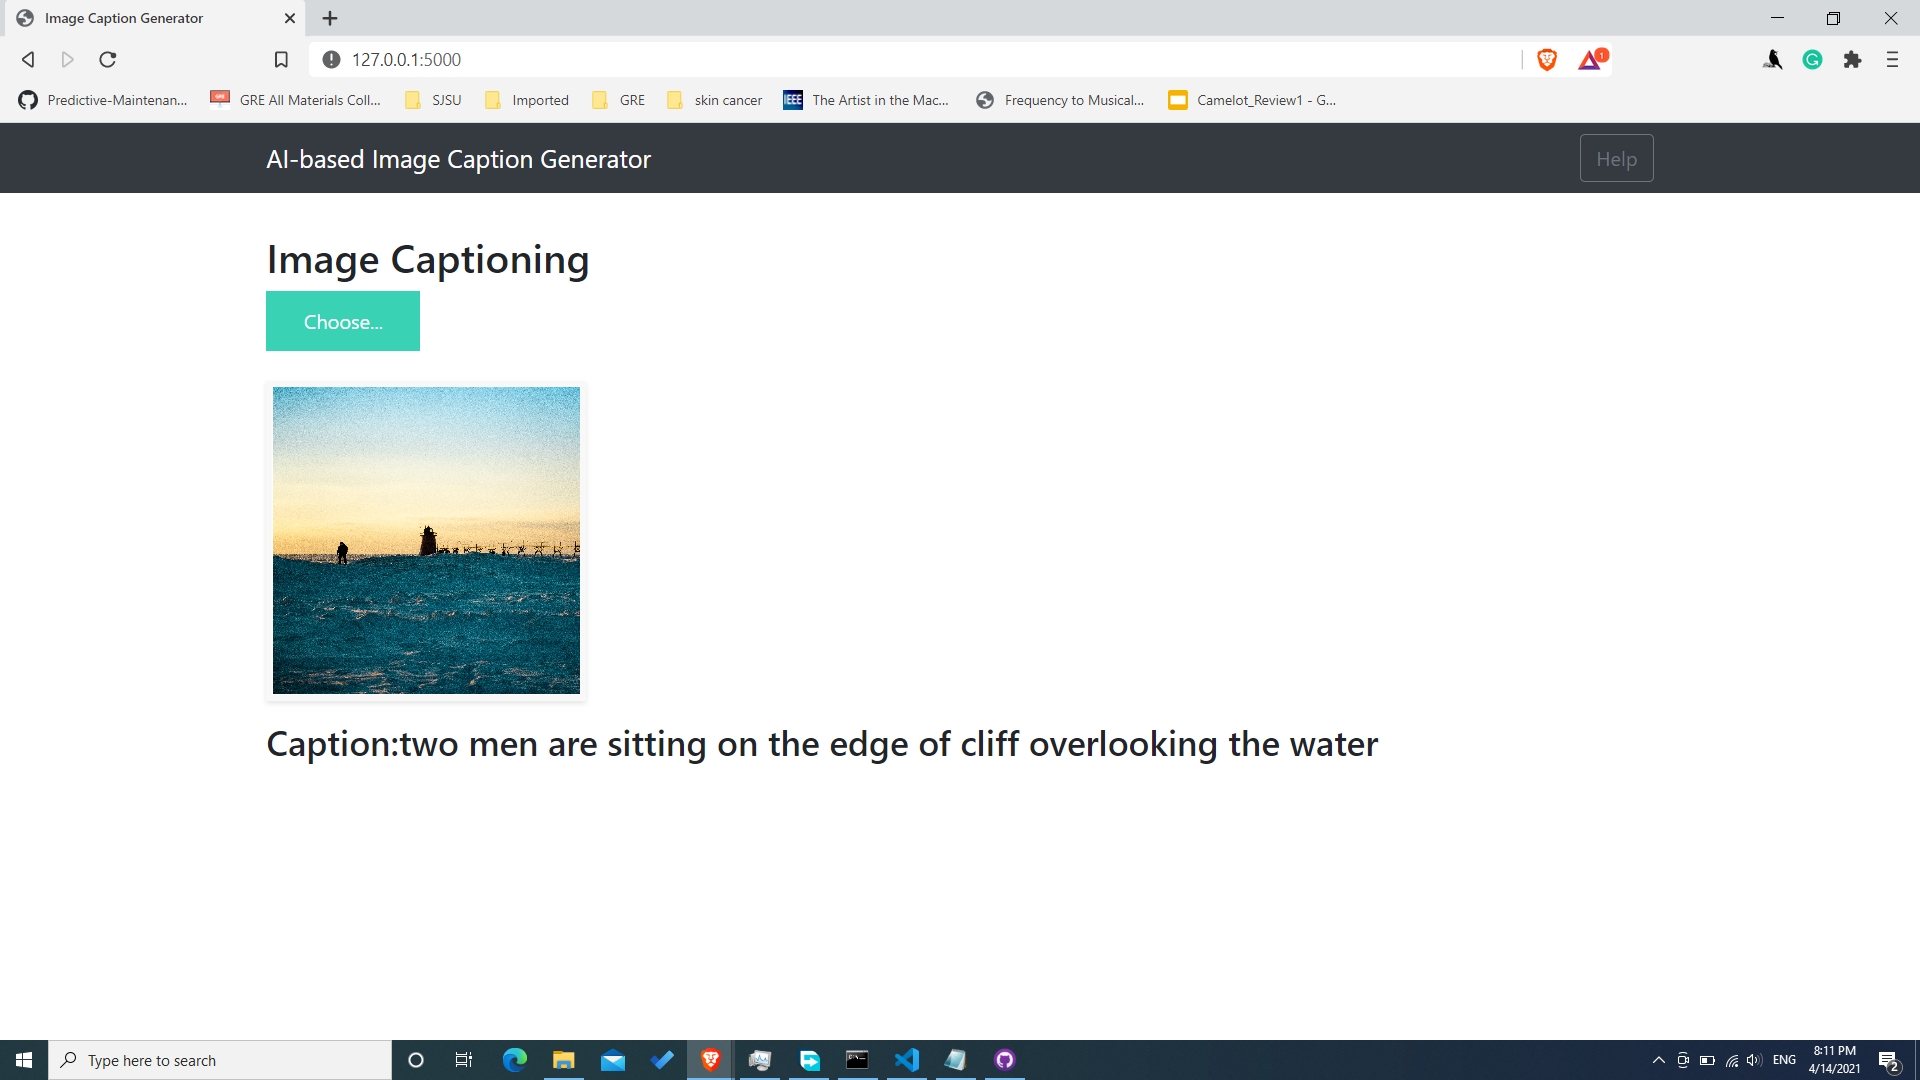 Image Caption Generator
127.0.0.1:5000
1
Predictive-Maintenan...
GRE All Materials Coll...
SJSU
Imported
GRE
skin cancer
IEEE
The Artist in the Mac...
Frequency to Musical...
Camelot_Review1 - G...
AI-based Image Caption Generator
Help
Image Captioning
Choose...
Caption:two men are sitting on the edge of cliff overlooking the water
Type here to search
ENG
8:11 PM
4/14/2021
2